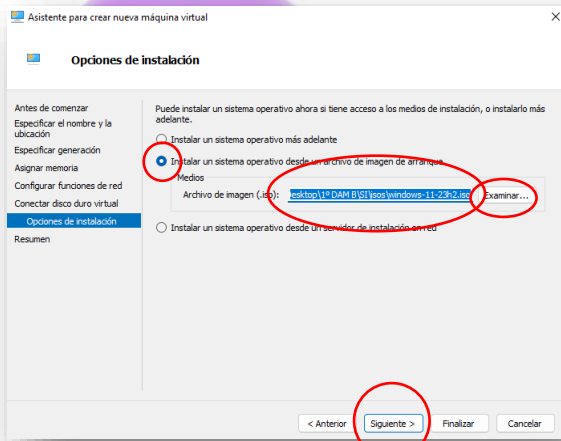 Asistente para crear nueva máquina virtual
Opciones de instalación
Antes de comenzar
Especificar el nombre y la
ubicación
Especificar generación
Asignar memoria
Configurar funciones de red
Conectar disco duro virtual
Opciones de instalación
Resumen
Puede instalar un sistema operativo ahora si tiene acceso a los medios de instalación, o instalarlo más
adelante.
Instalar un sistema operativo más adelante
Instalar un sistema operativo desde un archivo de imagen de arranque
Medios
Archivo de imagen (.iso): esktop\1º DAM B\SI\isos\windows-11-23h2.iso Examinar...
Instalar un sistema operativo desde un servidor de instalación en red
< Anterior Siguiente > Finalizar Cancelar